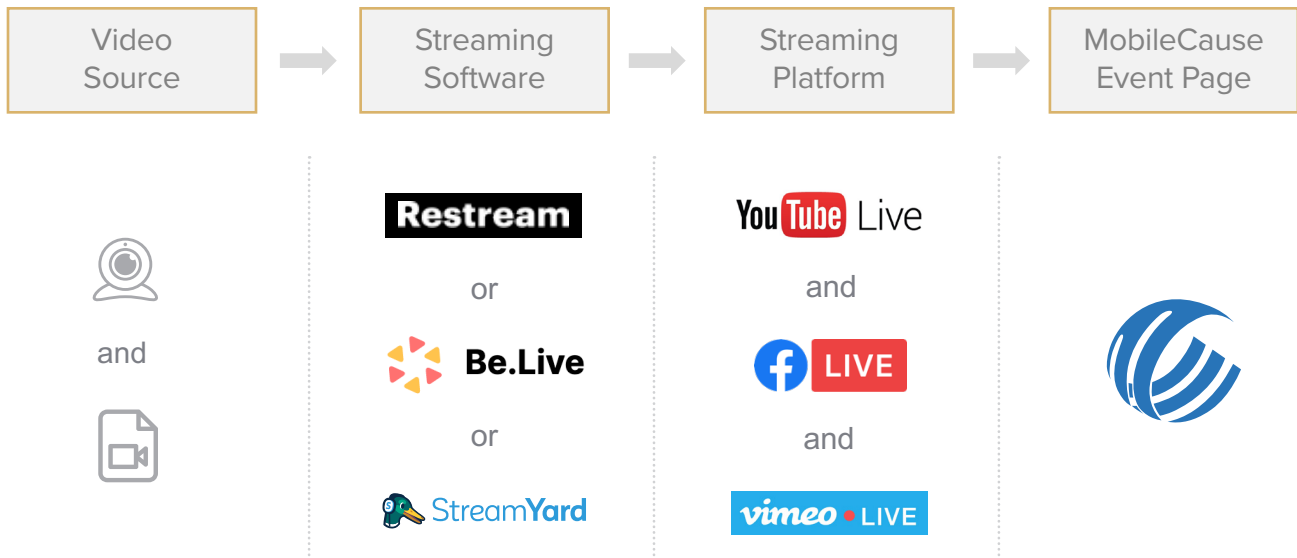 Video
Source
Streaming
Software
Streaming
Platform
MobileCause
Event Page
and
Restream
or
Be.Live
or
StreamYard
YouTube Live
and
f LIVE
and
vimeo LIVE